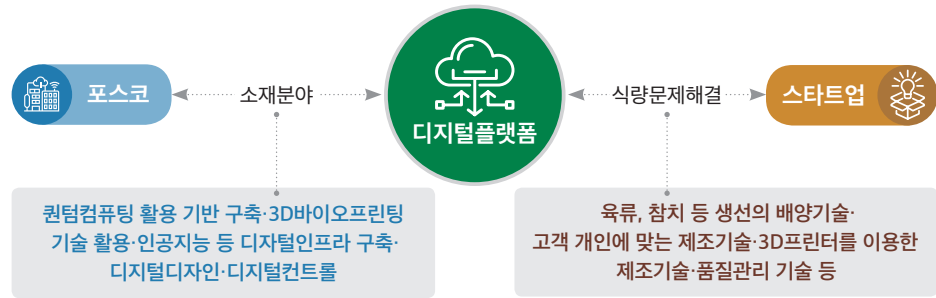 포스코
소재분야
디지털플랫폼
식량문제해결
스타트업
퀀텀컴퓨팅 활용 기반 구축·3D바이오프린팅
기술 활용·인공지능 등 디자털인프라 구축·
디지털디자인·디지털컨트롤
육류, 참치 등 생선의 배양기술·
고객 개인에 맞는 제조기술·3D프린터를 이용한
제조기술·품질관리 기술 등